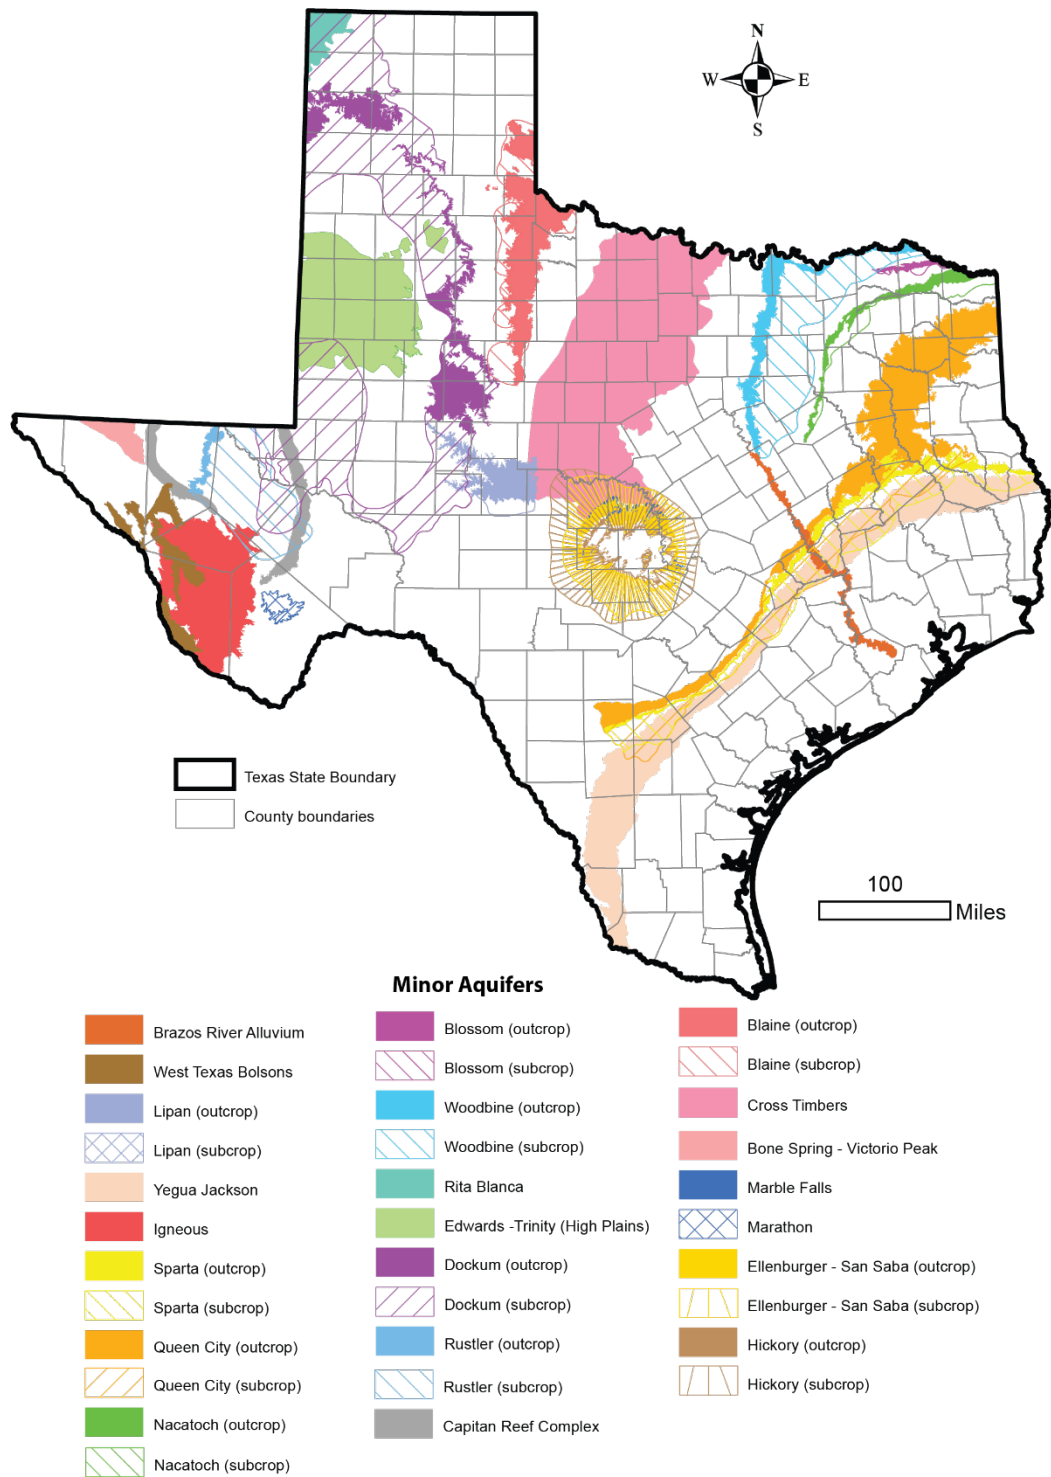 N
W E
S
Texas State Boundary
County boundaries
100
Miles
Minor Aquifers
Brazos River Alluvium
West Texas Bolsons
Lipan (outcrop)
Lipan (subcrop)
Yegua Jackson
Igneous
Sparta (outcrop)
Sparta (subcrop)
Queen City (outcrop)
Queen City (subcrop)
Nacatoch (outcrop)
Nacatoch (subcrop)
Blossom (outcrop)
Blossom (subcrop)
Woodbine (outcrop)
Woodbine (subcrop)
Rita Blanca
Edwards -Trinity (High Plains)
Dockum (outcrop)
Dockum (subcrop)
Rustler (outcrop)
Rustler (subcrop)
Capitan Reef Complex
Blaine (outcrop)
Blaine (subcrop)
Cross Timbers
Bone Spring - Victorio Peak
Marble Falls
Marathon
Ellenburger - San Saba (outcrop)
Ellenburger - San Saba (subcrop)
Hickory (outcrop)
Hickory (subcrop)